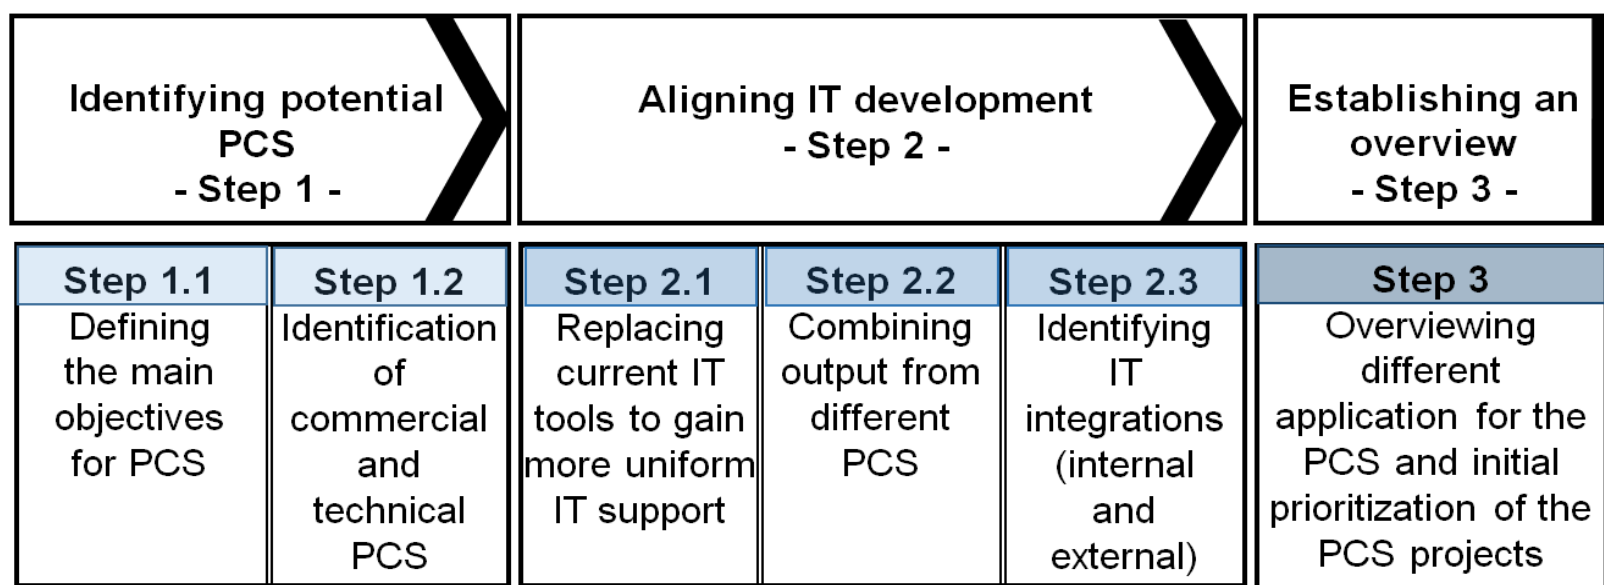 Identifying potential
PCS
- Step 1 -
Aligning IT development
- Step 2 -
Establishing an
overview
- Step 3 -
Step 1.1
Defining
the main
objectives
for PCS
Step 1.2
Identification
of
commercial
and
technical
PCS
Step 2.1
Replacing
current IT
tools to gain
more uniform
IT support
Step 2.2
Combining
output from
different
PCS
Step 2.3
Identifying
IT
integrations
(internal
and
external)
Step 3
Overviewing
different
application for the
PCS and initial
prioritization of the
PCS projects